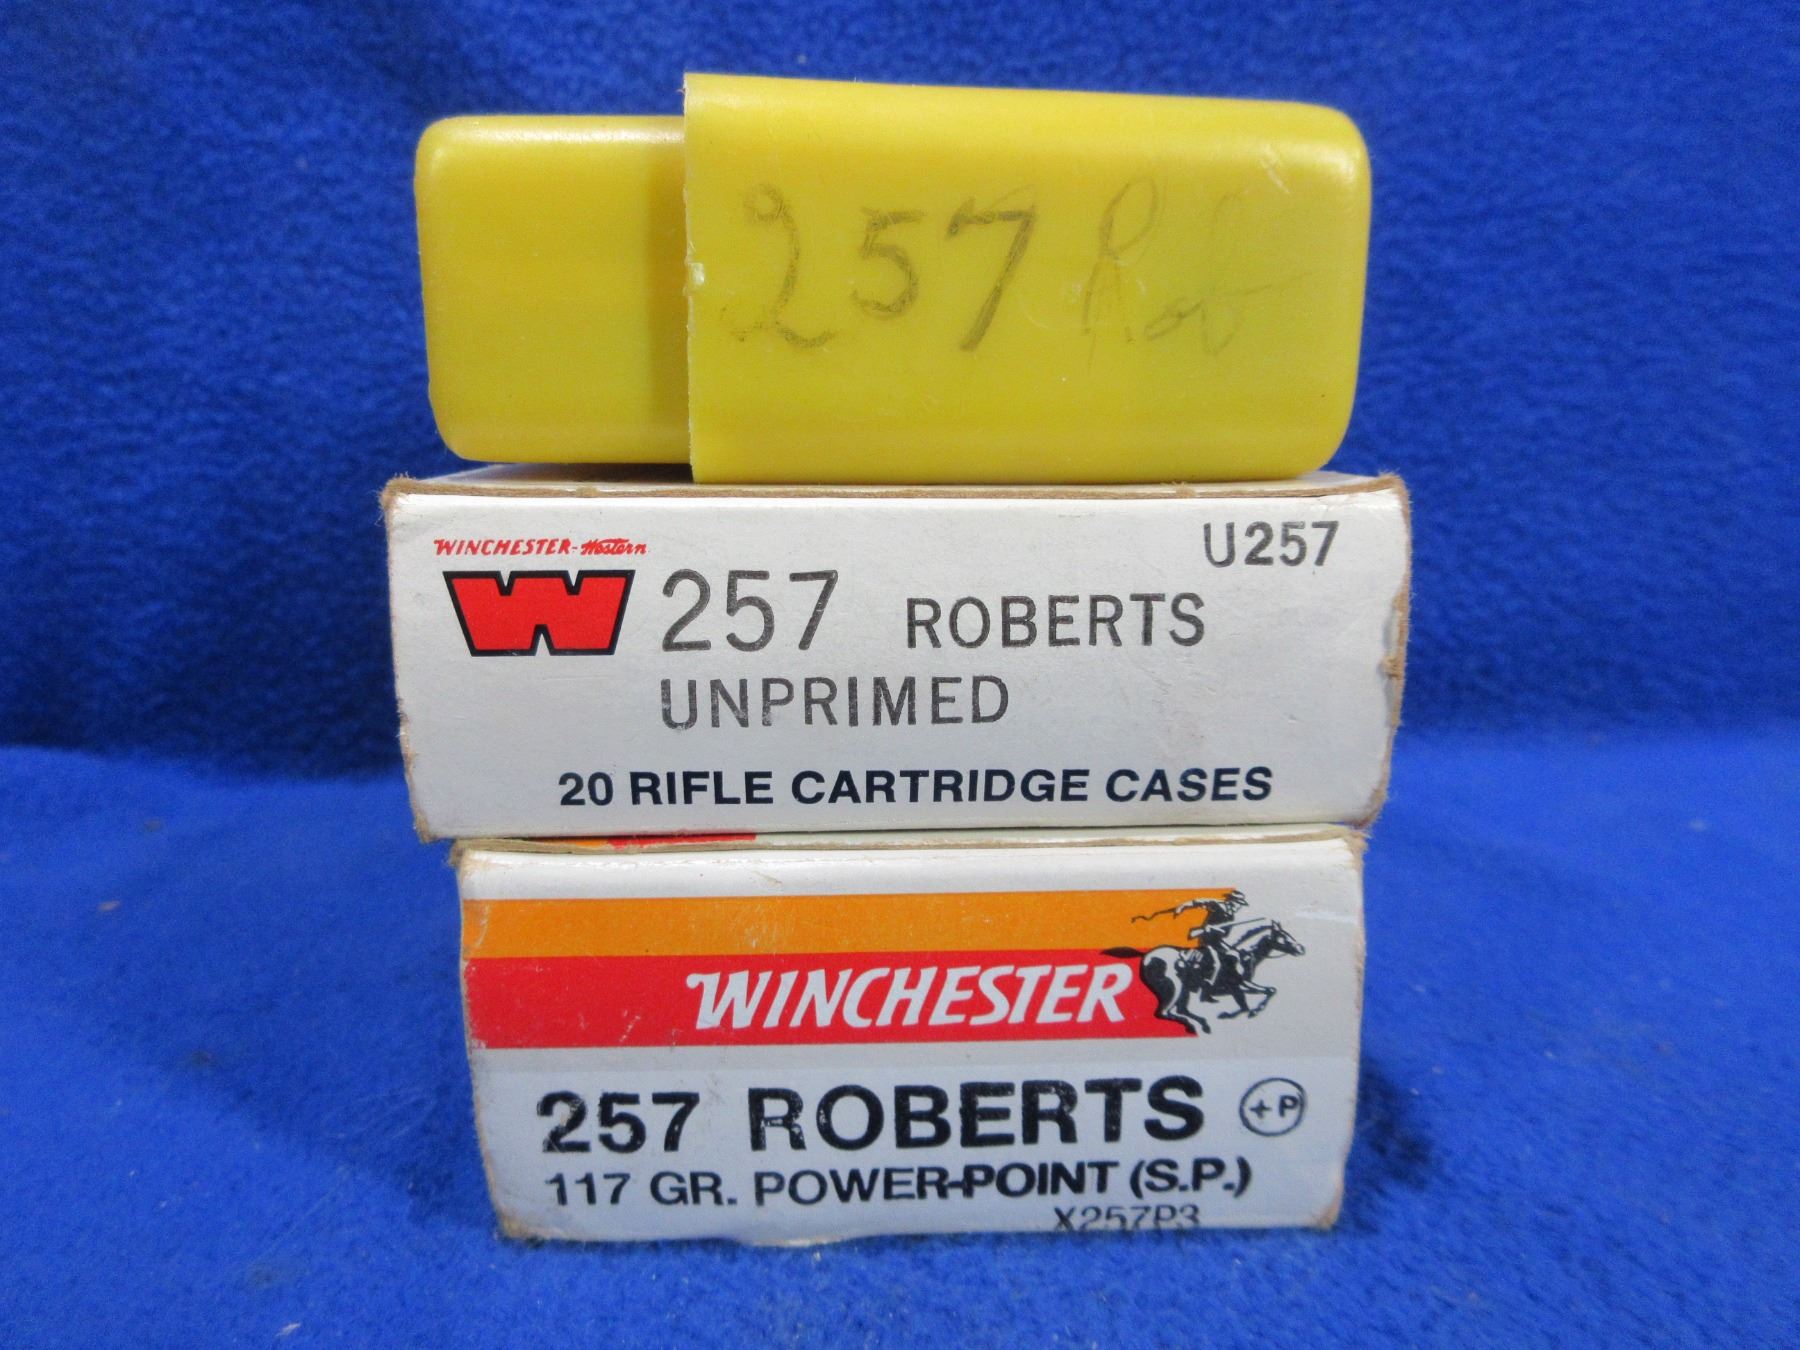 257 Rob
WINCHESTER-Western
U257
W 257 ROBERTS
UNPRIMED
20 RIFLE CARTRIDGE CASES
WINCHESTER
257 ROBERTS +P
117 GR. POWER-POINT (S.P.)
X257P3